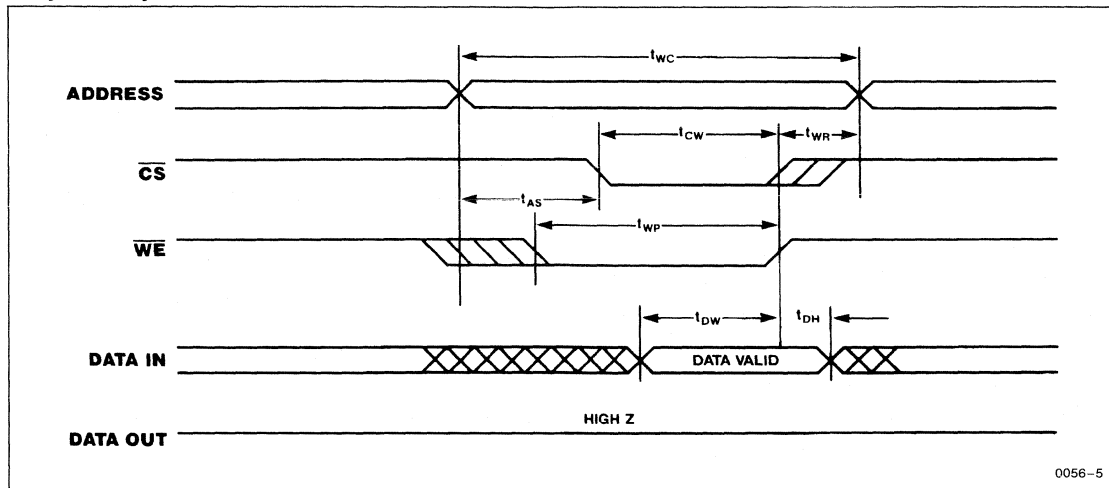 tWC
ADDRESS
tCW
tWR
CS
tAS
tWP
WE
tDW
tDH
DATA IN
DATA VALID
HIGH Z
DATA OUT
0056-5